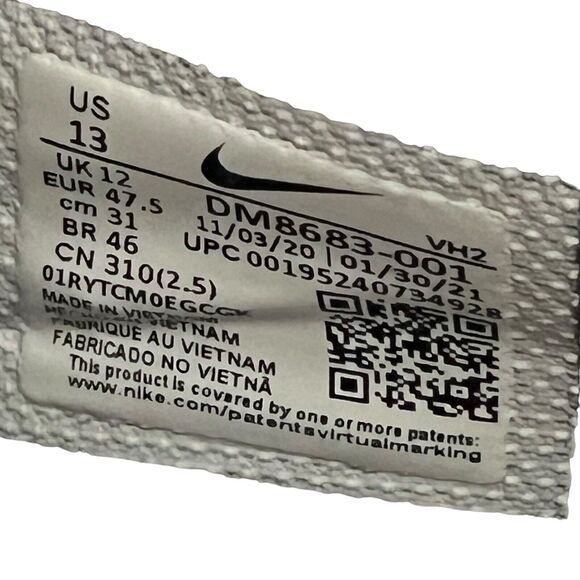 US
13
UK 12
EUR 47.5
cm 31
BR 46
CN 310(2.5)
VH2
DM8683-001
11/03/20 | 01/30/21
UPC 00195240734928
MADE IN VIETNAM
FABRIQUE AU VIETNAM
FABRICADO NO VIETNÃ
This product is covered by one or more patents:
www.nike.com/patentsvirtualmarking